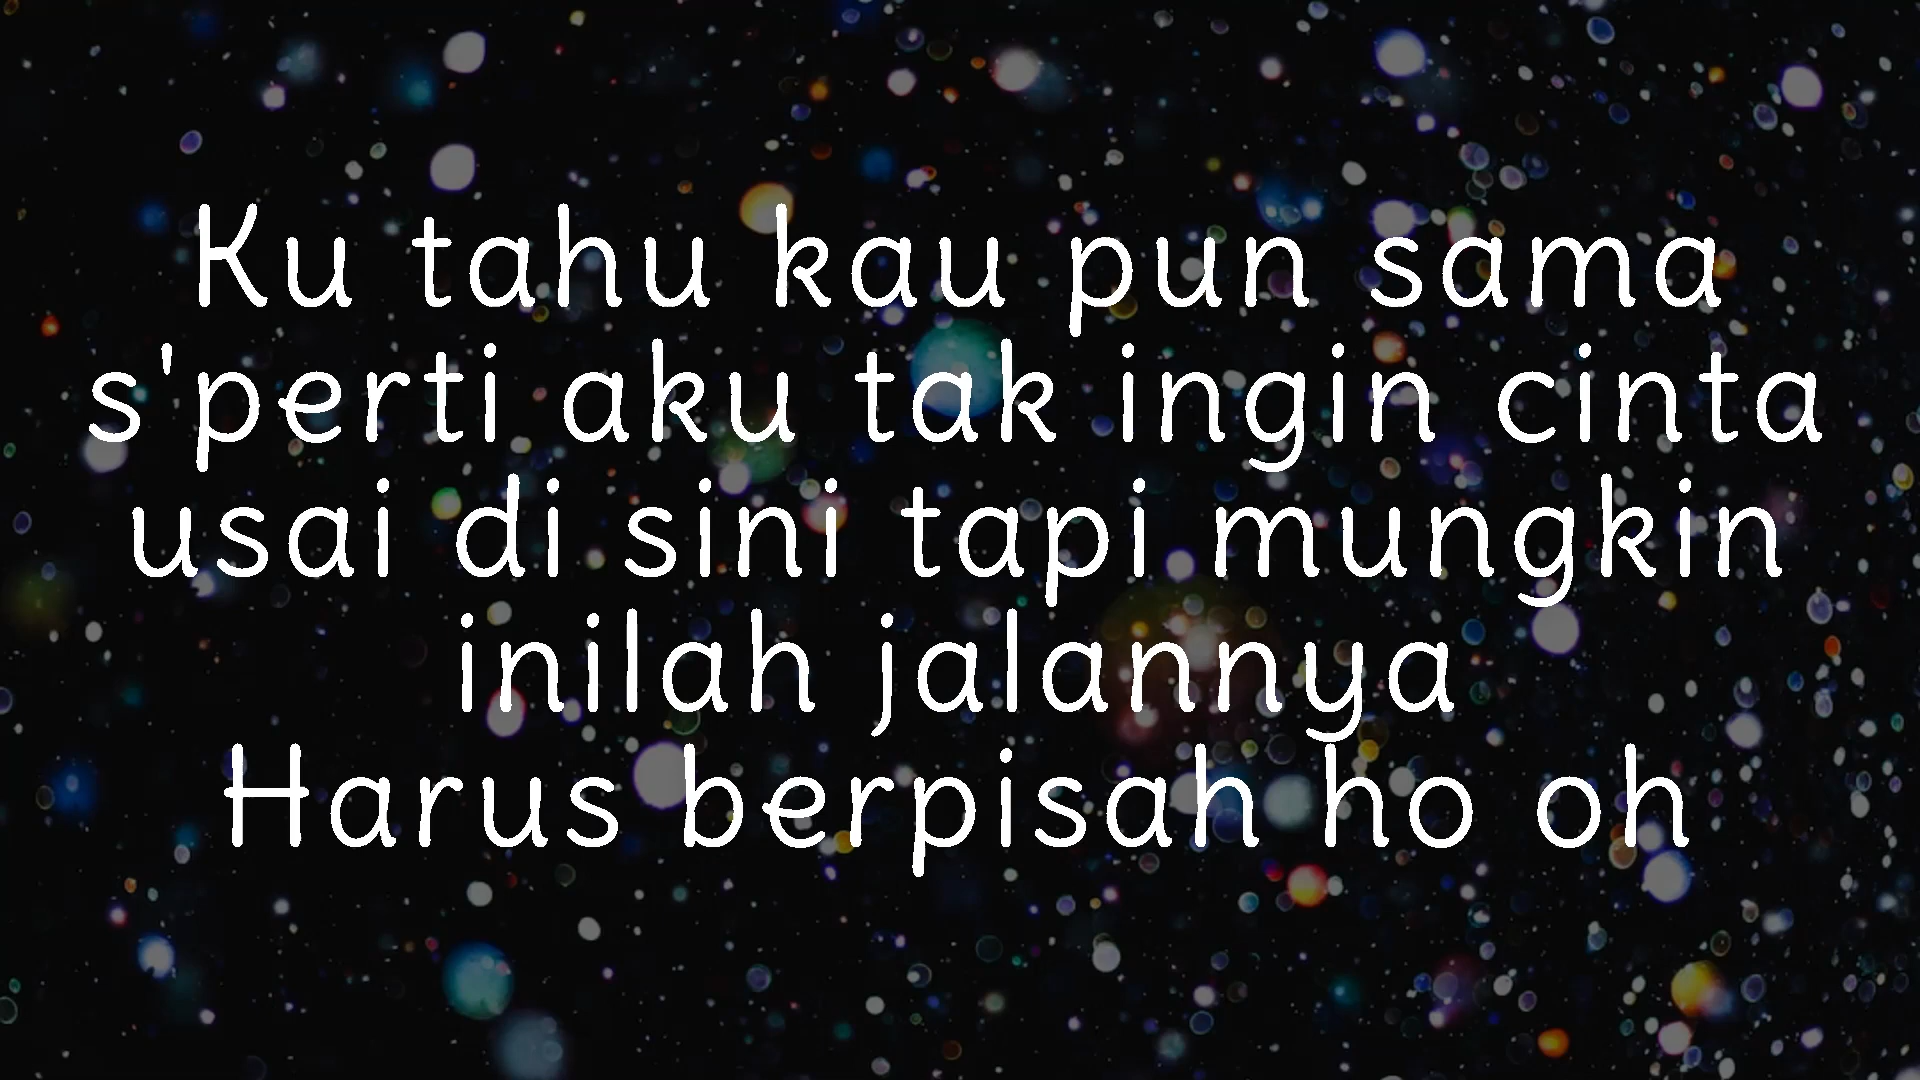 Ku tahu kau pun sama
s'perti aku tak ingin cinta
usai di sini tapi mungkin
inilah jalannya
Harus berpisah ho oh